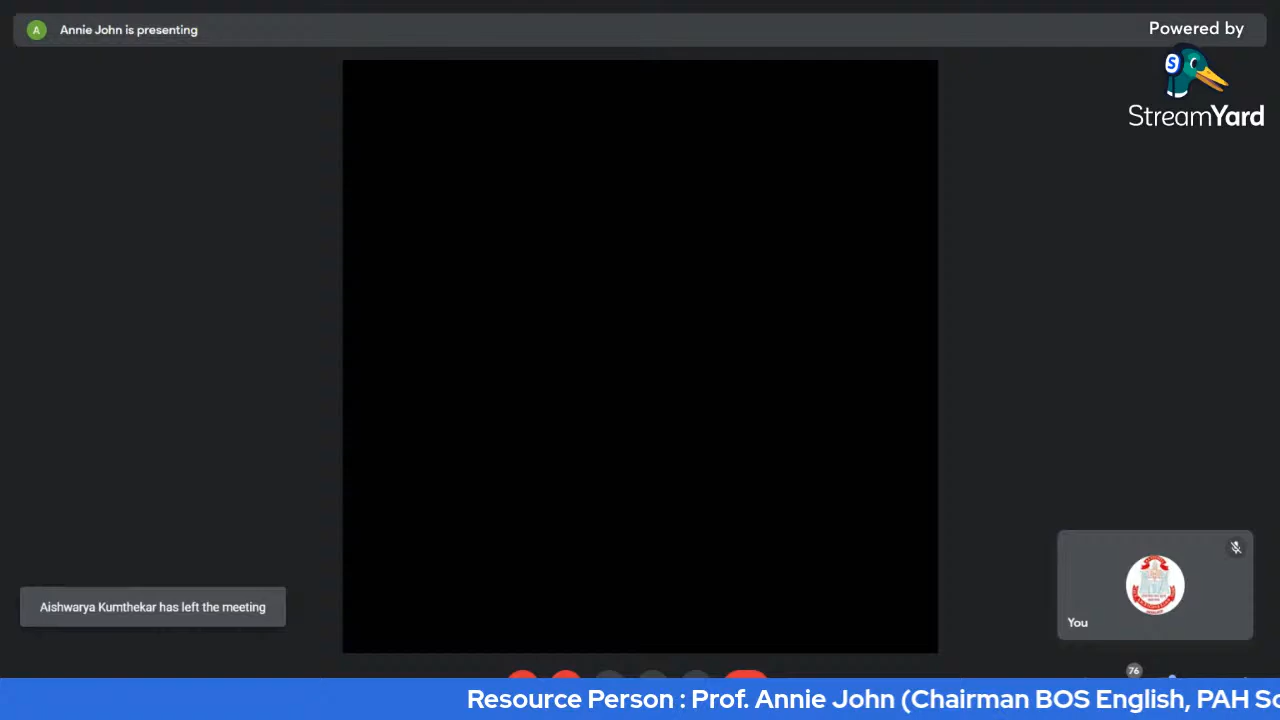 A
Annie John is presenting
Powered by
S
StreamYard
Aishwarya Kumthekar has left the meeting
You
76
Resource Person : Prof. Annie John (Chairman BOS English, PAH